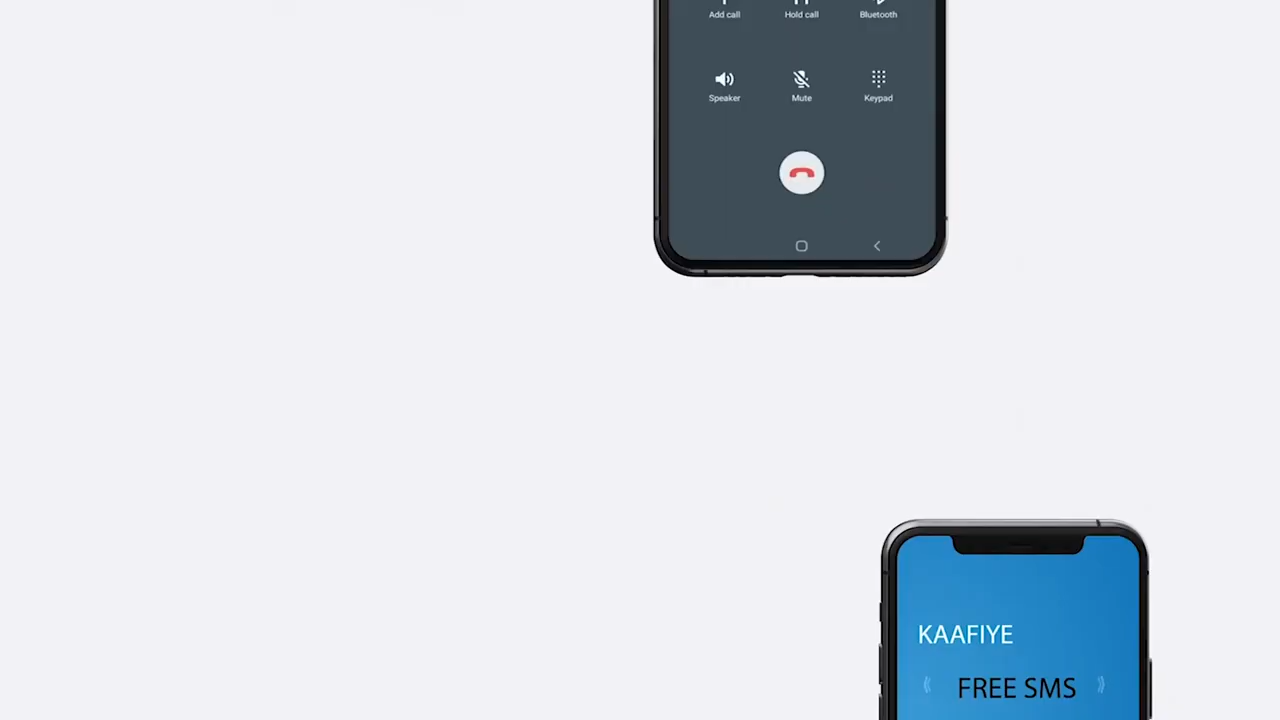 Add call Hold call Bluetooth
Speaker Mute Keypad
KAAFIYE
FREE SMS